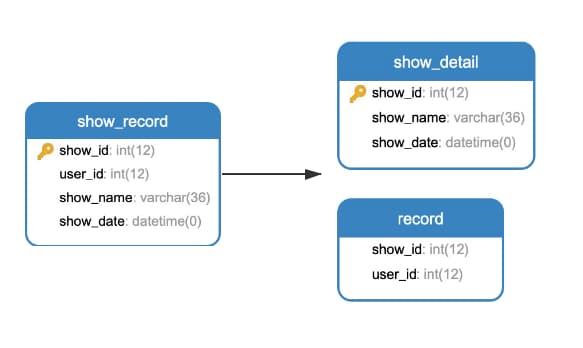 show_record
show_id: int(12)
user_id: int(12)
show_name: varchar(36)
show_date: datetime(0)
show_detail
show_id: int(12)
show_name: varchar(36)
show_date: datetime(0)
record
show_id: int(12)
user_id: int(12)